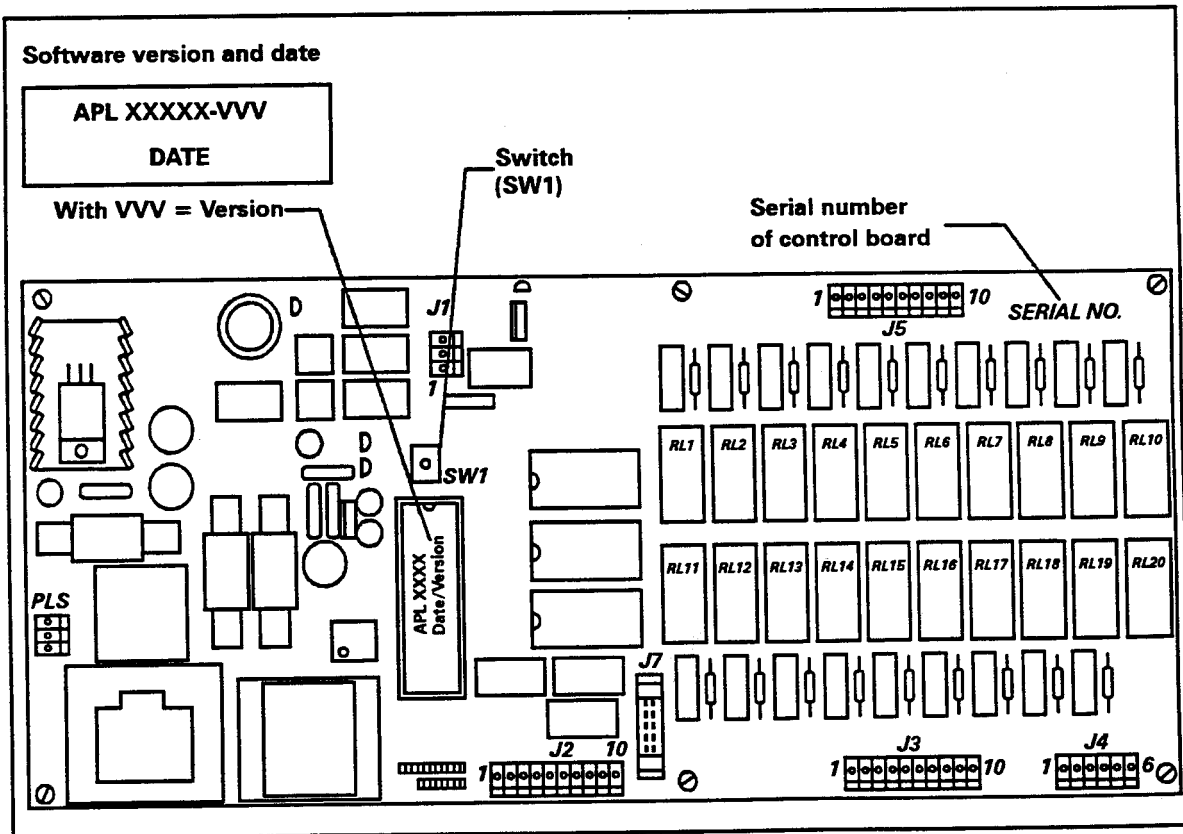 Software version and date
APL XXXXX-VVV
DATE
With VVV = Version
Switch
(SW1)
Serial number
of control board
J1
1
1
10
J5
SERIAL NO.
SW1
RL1 RL2 RL3 RL4 RL5 RL6 RL7 RL8 RL9 RL10
RL11 RL12 RL13 RL14 RL15 RL16 RL17 RL18 RL19 RL20
APL XXXX
Date/Version
PLS
J7
J2
1
10
J3
1
10
J4
1
6